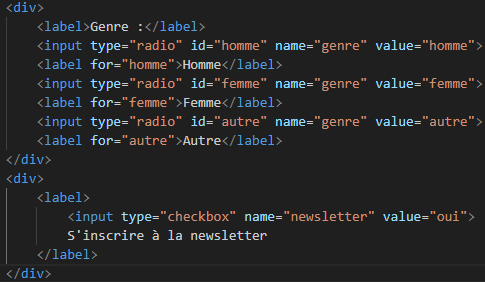 <div>
<label>Genre :</label>
<input type="radio" id="homme" name="genre" value="homme">
<label for="homme">Homme</label>
<input type="radio" id="femme" name="genre" value="femme">
<label for="femme">Femme</label>
<input type="radio" id="autre" name="genre" value="autre">
<label for="autre">Autre</label>
</div>
<div>
<label>
<input type="checkbox" name="newsletter" value="oui">
S'inscrire à la newsletter
</label>
</div>